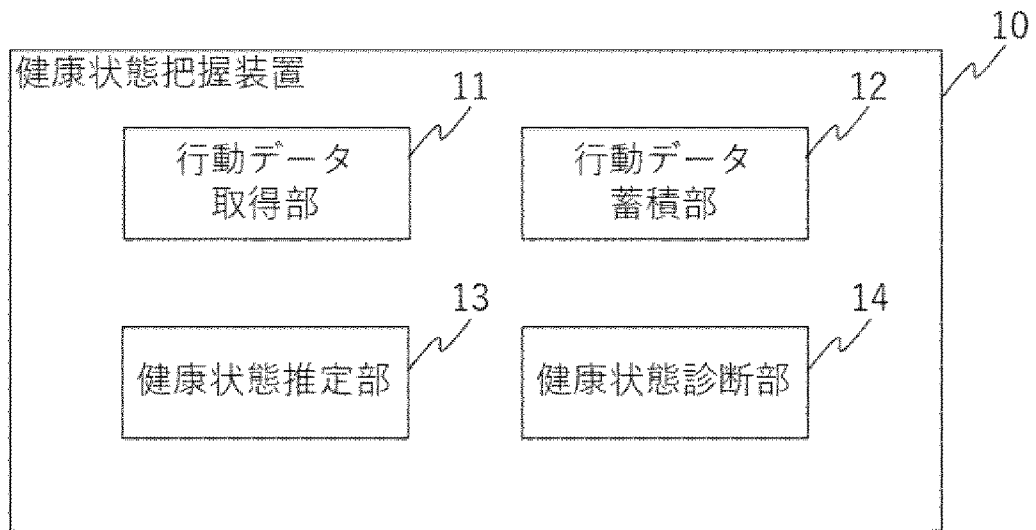 10
健康状態把握装置
11
12
行動データ
取得部
行動データ
蓄積部
13
14
健康状態推定部
健康状態診断部